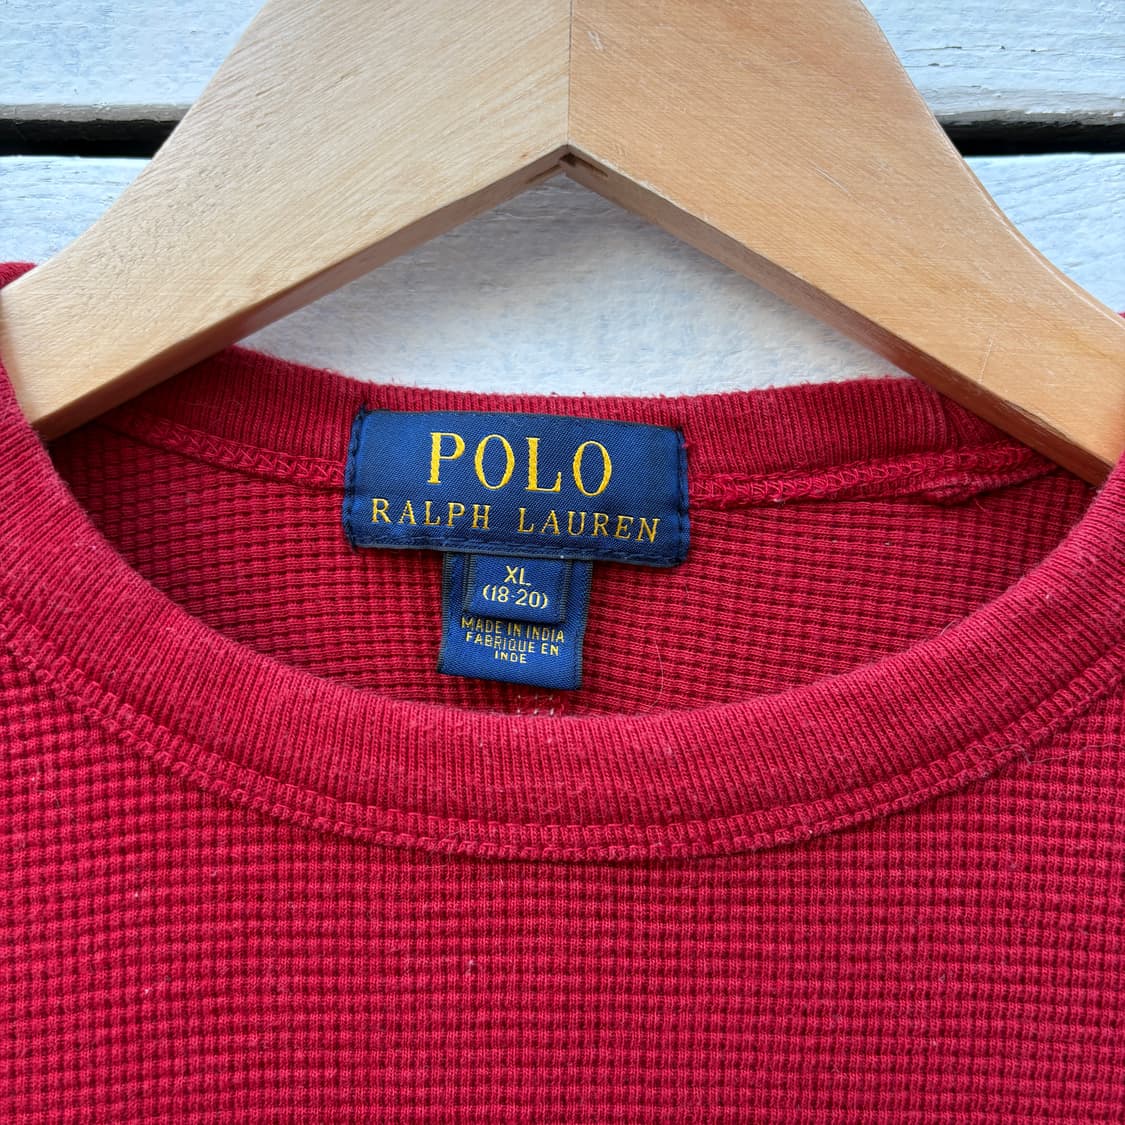 POLO
RALPH LAUREN
XL
(18-20)
MADE IN INDIA
FABRIQUE EN
INDE